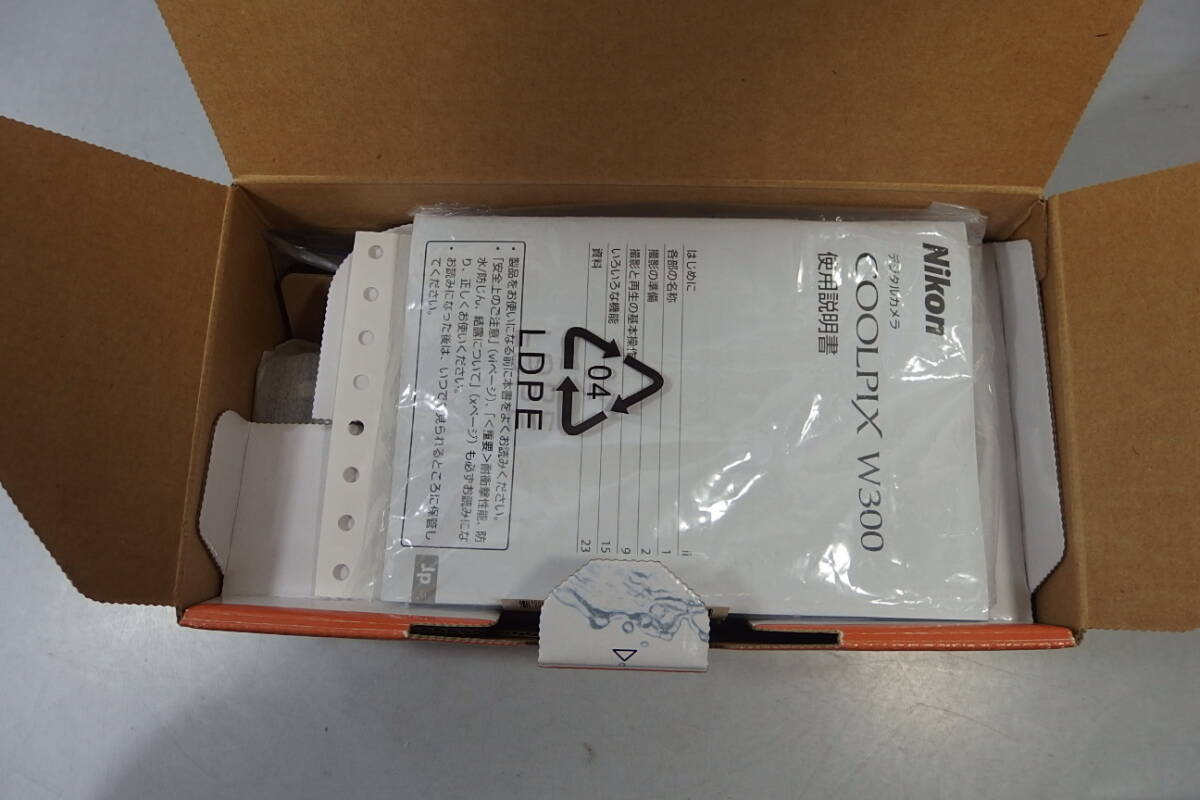 Nikon
デジタルカメラ
COOLPIX W300
使用説明書
はじめに ii
各部の名称 1
撮影の準備 2
撮影と再生の基本操作 9
いろいろな機能 15
資料 23
・製品をお使いになる前に本書をよくお読みください。
・「安全上のご注意」(viページ)、「<重要>耐衝撃性能、防
水/防じん、結露について」(xページ)も必ずお読みにな
り、正しくお使いください。
・お読みになった後は、いつでも見られるところに保管し
てください。
Jp
04
LDPE